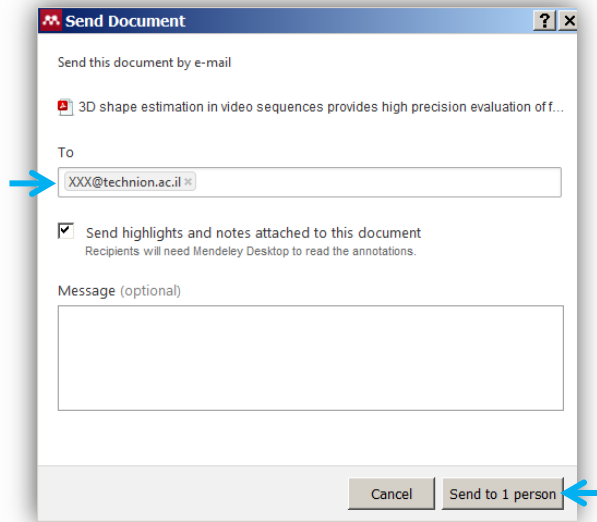 Send Document
Send this document by e-mail
3D shape estimation in video sequences provides high precision evaluation of f...
To
XXX@technion.ac.il
Send highlights and notes attached to this document
Recipients will need Mendeley Desktop to read the annotations.
Message (optional)
Cancel Send to 1 person